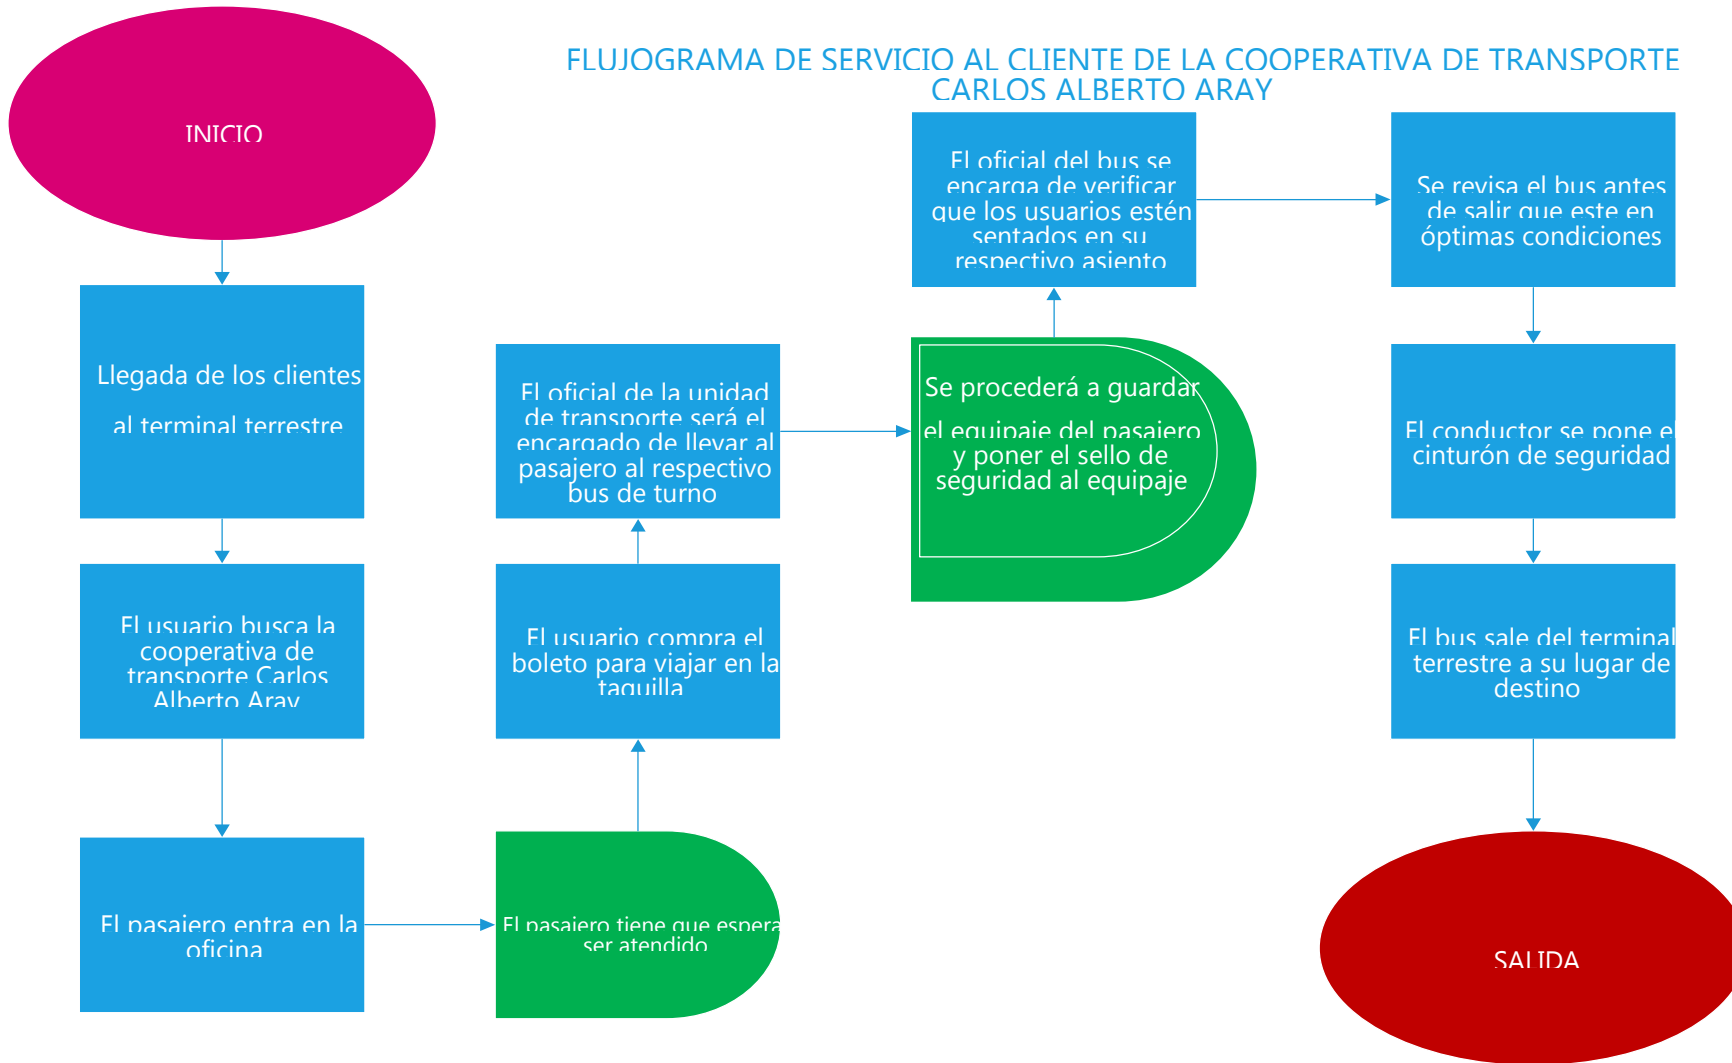 FLUJOGRAMA DE SERVICIO AL CLIENTE DE LA COOPERATIVA DE TRANSPORTE
CARLOS ALBERTO ARAY
INICIO
Llegada de los clientes
al terminal terrestre
El usuario busca la
cooperativa de
transporte Carlos
Alberto Aray
El pasajero entra en la
oficina
El pasajero tiene que espera
ser atendido
El usuario compra el
boleto para viajar en la
taquilla
El oficial de la unidad
de transporte será el
encargado de llevar al
pasajero al respectivo
bus de turno
Se procederá a guardar
el equipaje del pasajero
y poner el sello de
seguridad al equipaje
El oficial del bus se
encarga de verificar
que los usuarios estén
sentados en su
respectivo asiento
Se revisa el bus antes
de salir que este en
óptimas condiciones
El conductor se pone el
cinturón de seguridad
El bus sale del terminal
terrestre a su lugar de
destino
SALIDA